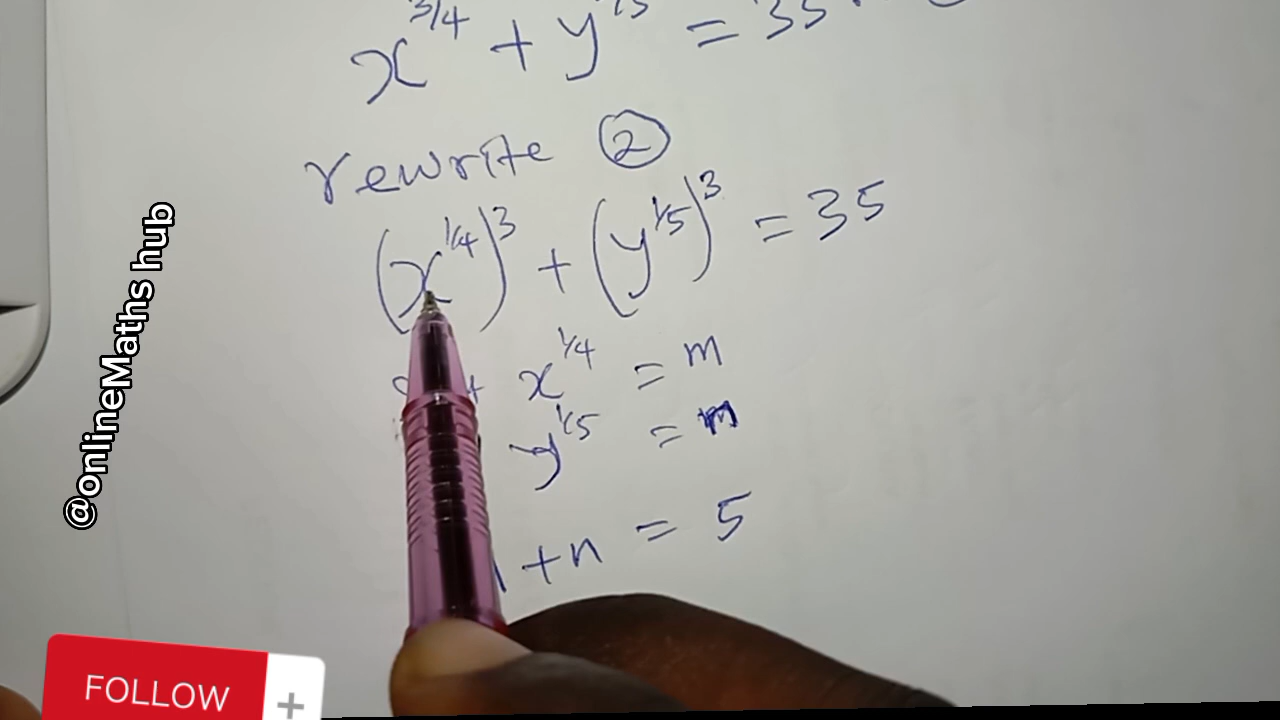 x^3/4 + y^3/5 = 35
rewrite ②
(x^1/4)^3 + (y^1/5)^3 = 35
x^1/4 = m
y^1/5 = n
+ n = 5
@onlineMaths hub
FOLLOW +